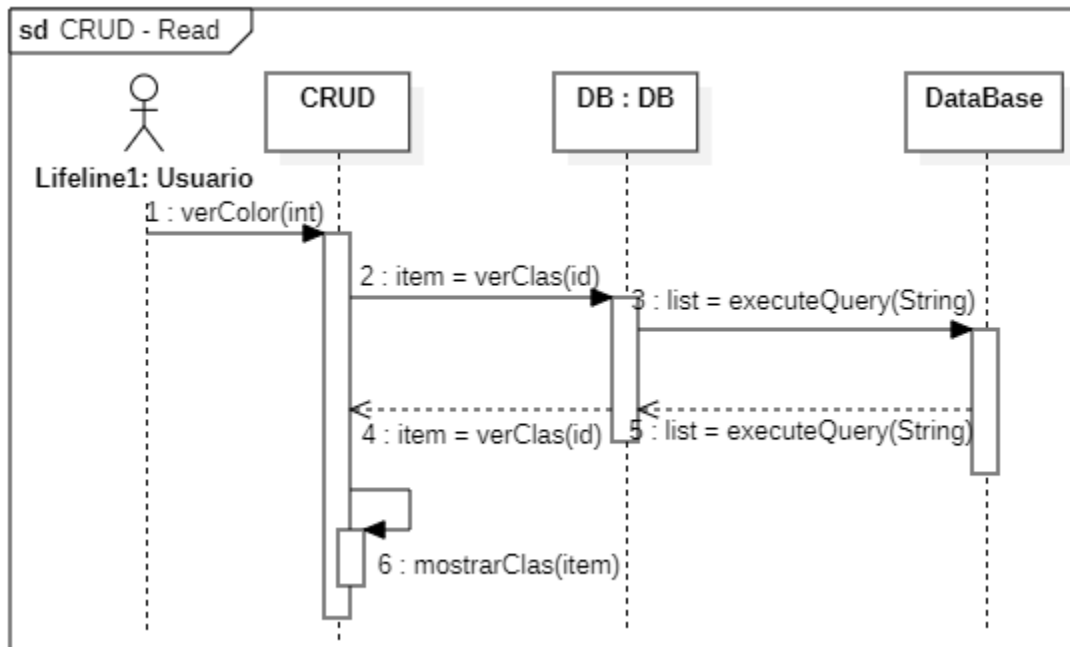 sd CRUD - Read
CRUD
DB : DB
DataBase
Lifeline1: Usuario
1 : verColor(int)
2 : item = verClas(id)
3 : list = executeQuery(String)
4 : item = verClas(id)
5 : list = executeQuery(String)
6 : mostrarClas(item)